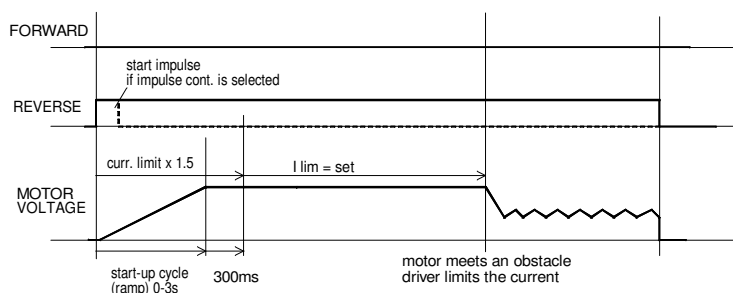 FORWARD
start impulse
if impulse cont. is selected
REVERSE
curr. limit x 1.5
I lim = set
MOTOR
VOLTAGE
start-up cycle
(ramp) 0-3s
300ms
motor meets an obstacle
driver limits the current